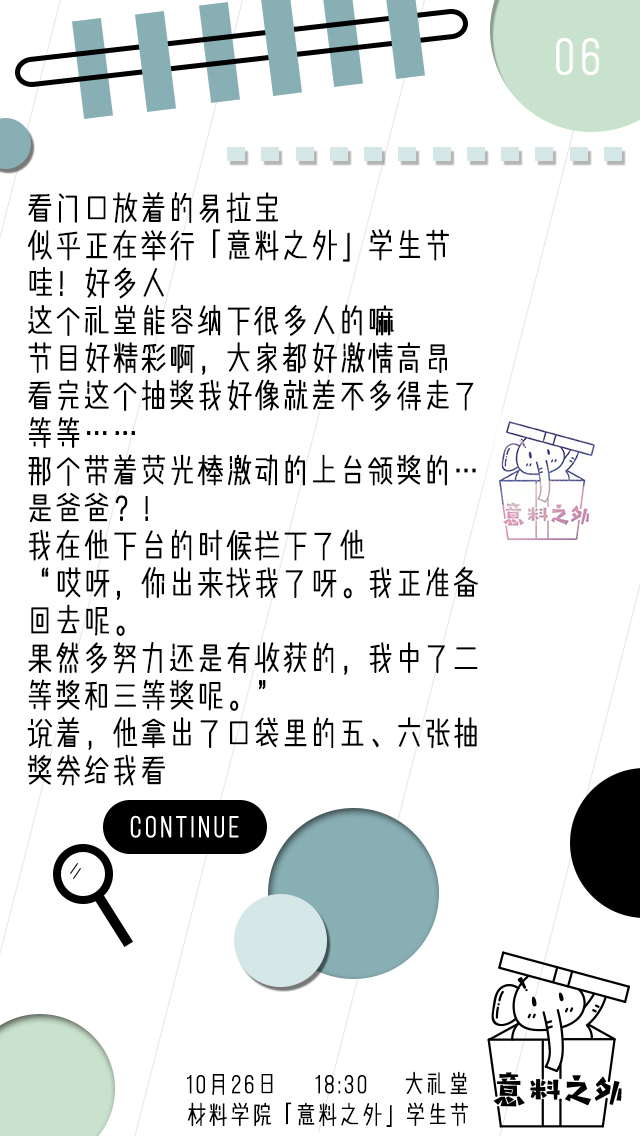 06
看门口放着的易拉宝
似乎正在举行「意料之外」学生节
哇！好多人
这个礼堂能容纳下很多人的嘛
节目好精彩啊，大家都好激情高昂
看完这个抽奖我好像就差不多得走了
等等……
那个带着荧光棒激动的上台领奖的…
是爸爸？！
我在他下台的时候拦下了他
“哎呀，你出来找我了呀。我正准备
回去呢。
果然多努力还是有收获的，我中了二
等奖和三等奖呢。”
说着，他拿出了口袋里的五、六张抽
奖券给我看
意料之外
CONTINUE
意料之外
10月26日 18:30 大礼堂
材料学院「意料之外」学生节